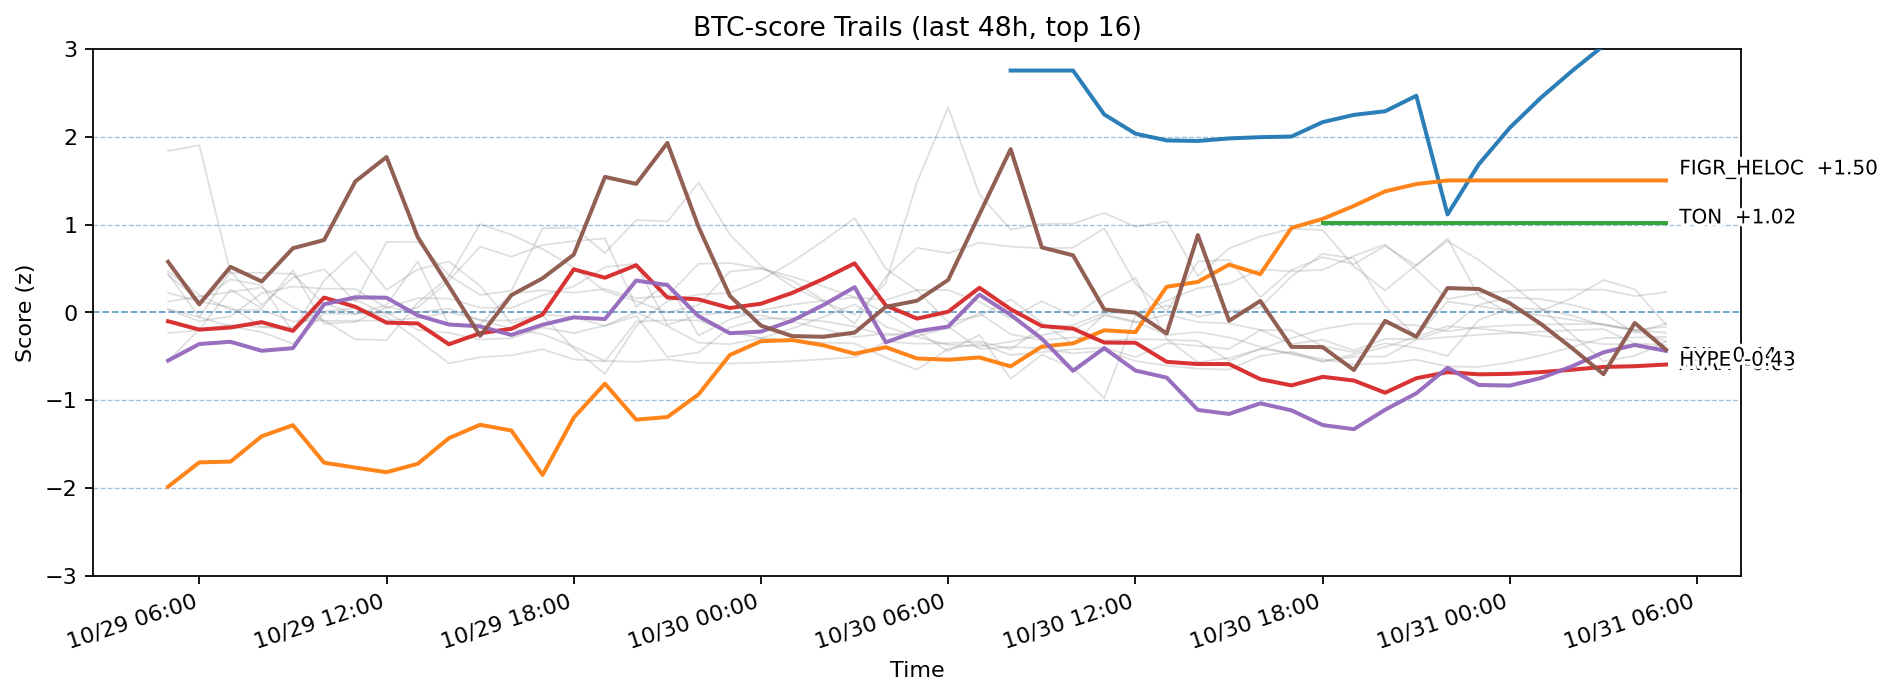 BTC-score Trails (last 48h, top 16)
Score (z)
3
2
1
0
−1
−2
−3
FIGR_HELOC +1.50
TON +1.02
HYPE -0.43
10/29 06:00
10/29 12:00
10/29 18:00
10/30 00:00
10/30 06:00
10/30 12:00
10/30 18:00
10/31 00:00
10/31 06:00
Time